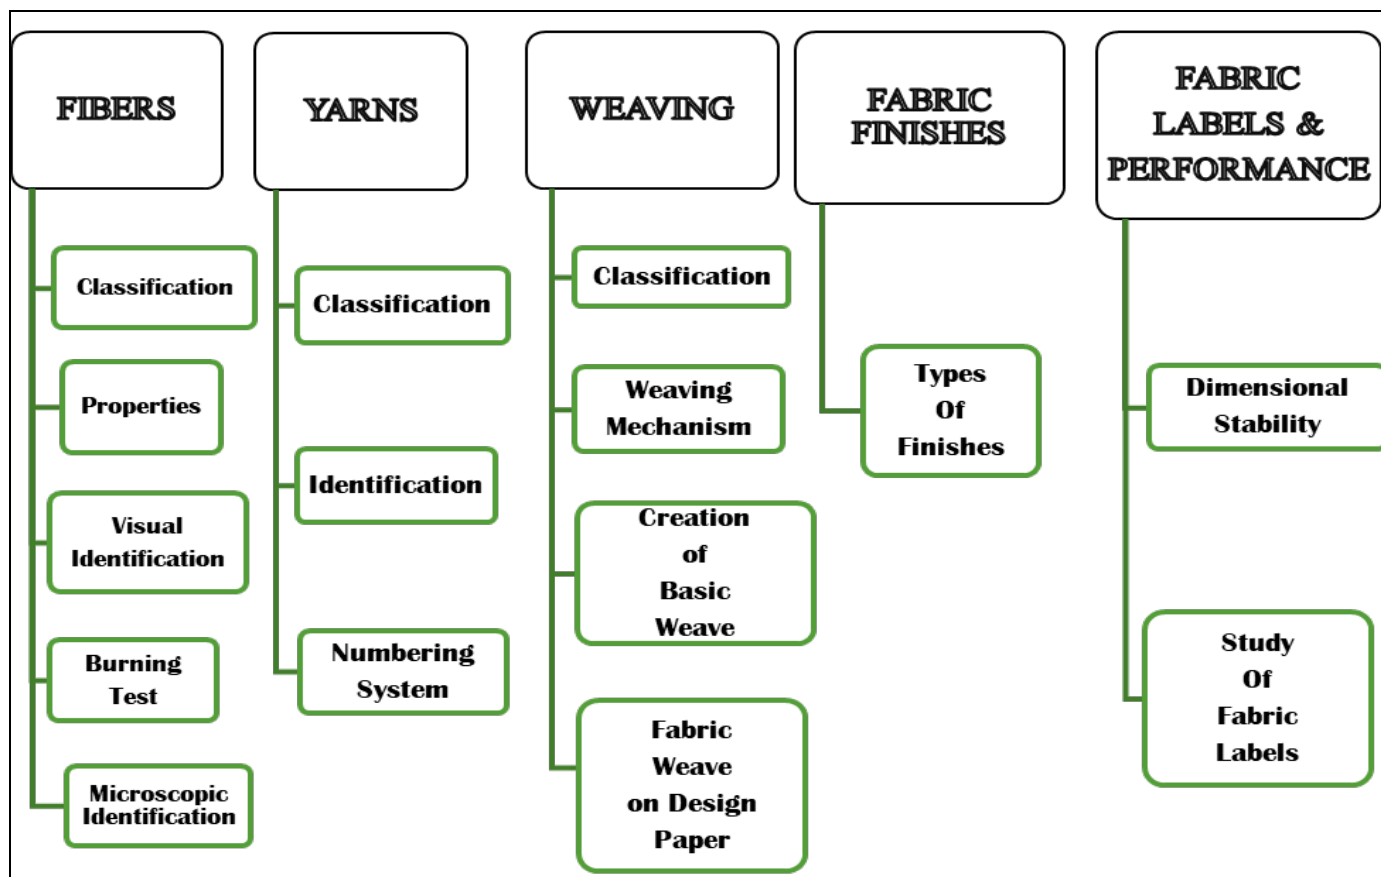 FIBERS
Classification
Properties
Visual
Identification
Burning
Test
Microscopic
Identification
YARNS
Classification
Identification
Numbering
System
WEAVING
Classification
Weaving
Mechanism
Creation
of
Basic
Weave
Fabric
Weave
on Design
Paper
FABRIC
FINISHES
Types
Of
Finishes
FABRIC
LABELS &
PERFORMANCE
Dimensional
Stability
Study
Of
Fabric
Labels